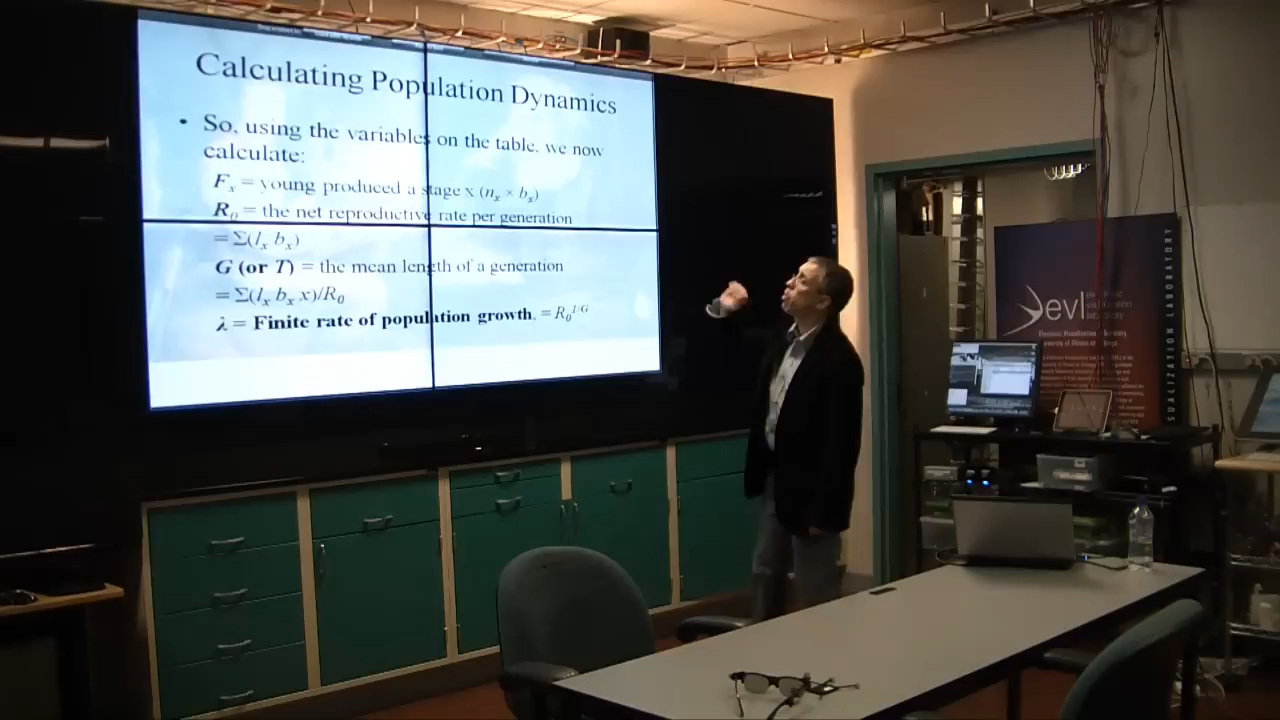 Calculating Population Dynamics
• So, using the variables on the table, we now
calculate:
Fₓ = young produced a stage x (nₓ × bₓ)
R₀ = the net reproductive rate per generation
= Σ(lₓ bₓ)
G (or T) = the mean length of a generation
= Σ(lₓ bₓ x)/R₀
λ = Finite rate of population growth, = R₀^1/G
evl
visualization
laboratory